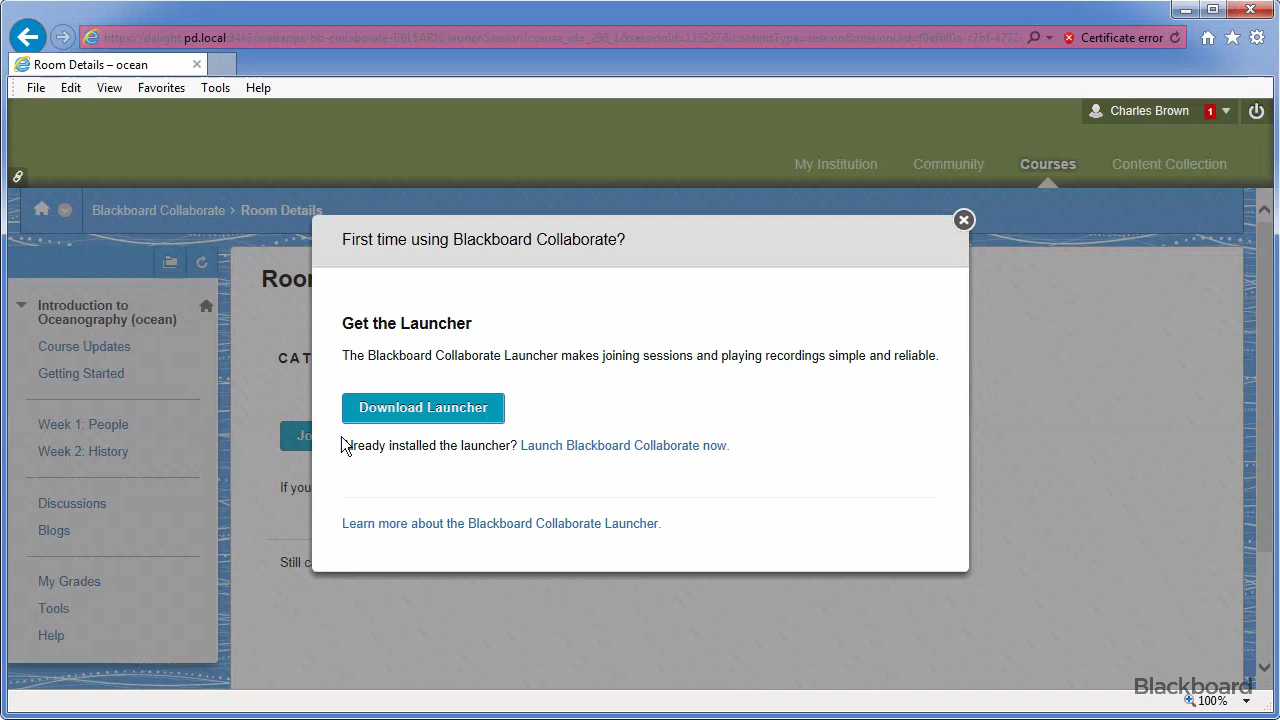 pd.local
Certificate error
Room Details – ocean
File Edit View Favorites Tools Help
Charles Brown 1
My Institution Community Courses Content Collection
Blackboard Collaborate > Room Details
First time using Blackboard Collaborate?
Introduction to
Oceanography (ocean)
Course Updates
Getting Started
Week 1: People
Week 2: History
Discussions
Blogs
My Grades
Tools
Help
Get the Launcher
The Blackboard Collaborate Launcher makes joining sessions and playing recordings simple and reliable.
Download Launcher
Already installed the launcher? Launch Blackboard Collaborate now.
If you
Learn more about the Blackboard Collaborate Launcher.
Still
Blackboard
100%